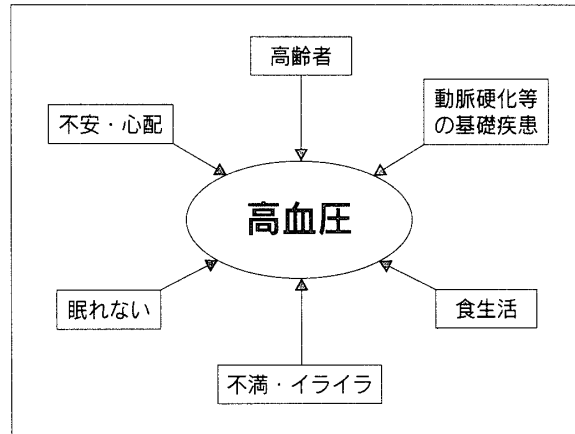 高齢者
動脈硬化等
の基礎疾患
不安・心配
高血圧
眠れない
食生活
不満・イライラ